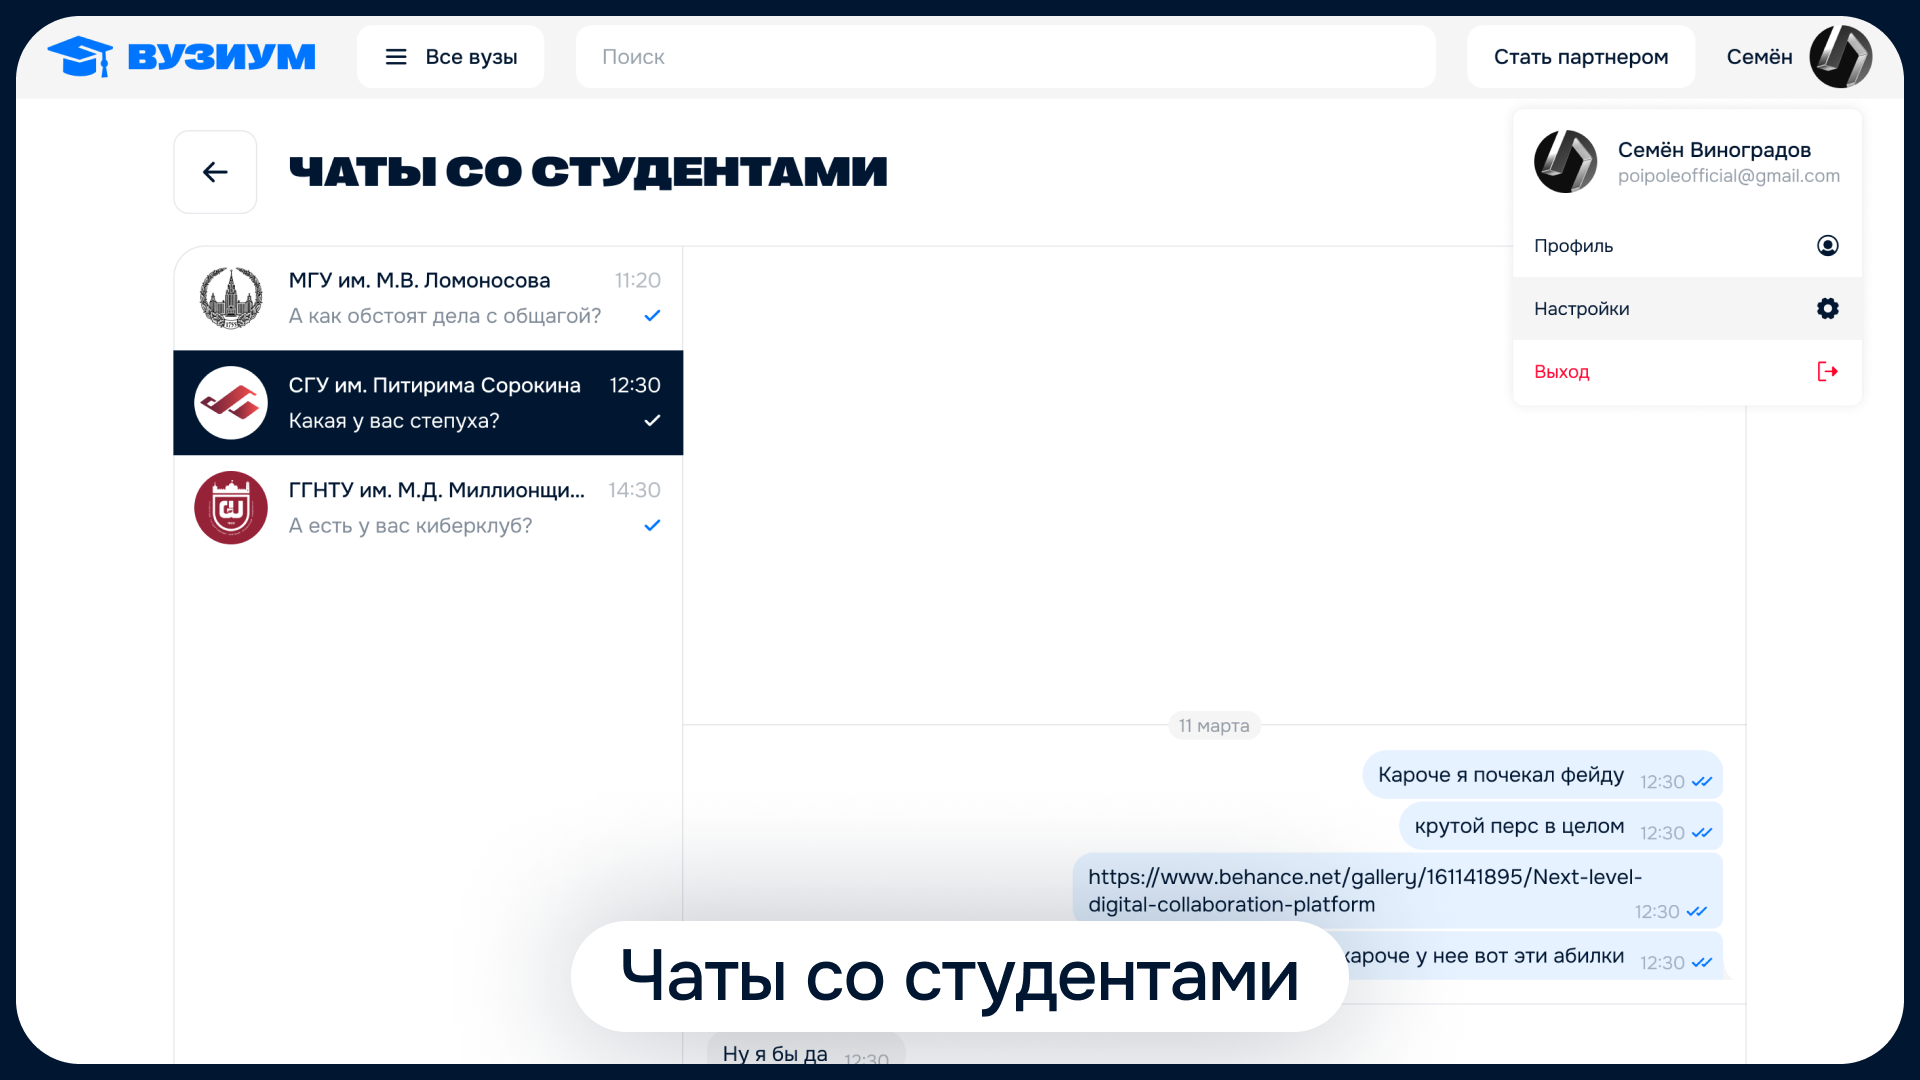 ВУЗИУМ
Все вузы
Поиск
Стать партнером
Семён
ЧАТЫ СО СТУДЕНТАМИ
Семён Виноградов
poipoleofficial@gmail.com
Профиль
Настройки
Выход
МГУ им. М.В. Ломоносова 11:20
А как обстоят дела с общагой?
СГУ им. Питирима Сорокина 12:30
Какая у вас степуха?
ГГНТУ им. М.Д. Миллионщи... 14:30
А есть у вас киберклуб?
11 марта
Кароче я почекал фейду 12:30
крутой перс в целом 12:30
https://www.behance.net/gallery/161141895/Next-level-
digital-collaboration-platform 12:30
кароче у нее вот эти абилки 12:30
Чаты со студентами
Ну я бы да 12:30